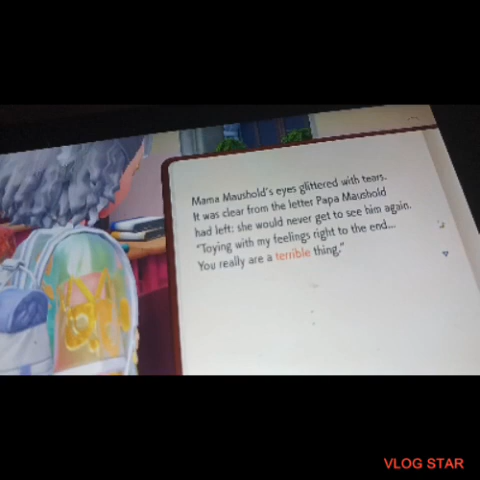 Mama Maushold's eyes glittered with tears.
It was clear from the letter Papa Maushold
had left: she would never get to see him again.
"Toying with my feelings right to the end...
You really are a terrible thing."
VLOG STAR